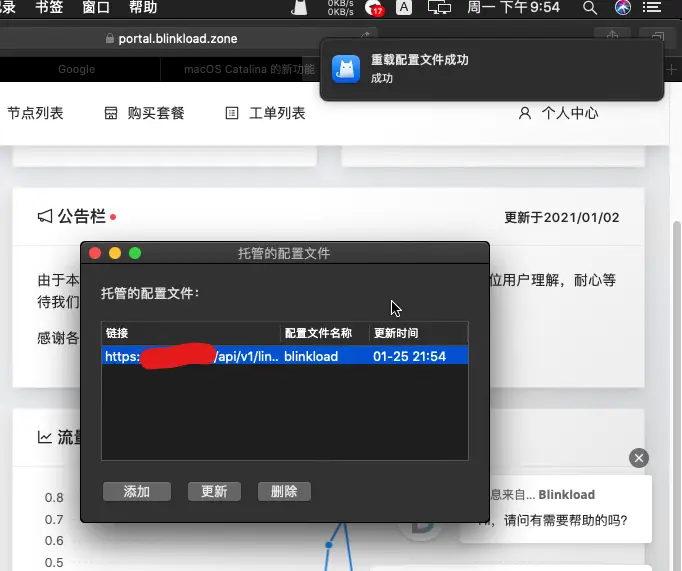 记录 书签 窗口 帮助 0KB/s 0KB/s 17 A 周一 下午9:54
portal.blinkload.zone
Google macOS Catalina 的新功能
重载配置文件成功
成功
节点列表 购买套餐 工单列表 个人中心
公告栏 更新于2021/01/02
托管的配置文件
由于本
位用户理解，耐心等
待我们
感谢各
托管的配置文件：
链接 配置文件名称 更新时间
https: /api/v1/lin.. blinkload 01-25 21:54
添加 更新 删除
流量
0.8
0.7
0.6
0.5
息来自... Blinkload
Hi，请问有需要帮助的吗?